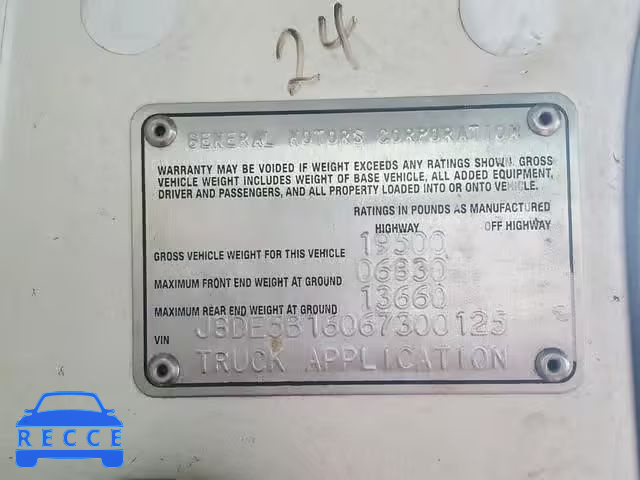 24
GENERAL MOTORS CORPORATION
WARRANTY MAY BE VOIDED IF WEIGHT EXCEEDS ANY RATINGS SHOWN. GROSS
VEHICLE WEIGHT INCLUDES WEIGHT OF BASE VEHICLE, ALL ADDED EQUIPMENT,
DRIVER AND PASSENGERS, AND ALL PROPERTY LOADED INTO OR ONTO VEHICLE.
RATINGS IN POUNDS AS MANUFACTURED
HIGHWAY OFF HIGHWAY
GROSS VEHICLE WEIGHT FOR THIS VEHICLE 19500
MAXIMUM FRONT END WEIGHT AT GROUND 06830
MAXIMUM REAR END WEIGHT AT GROUND 13660
VIN J8DE5B16067300125
TRUCK APPLICATION
RECCE